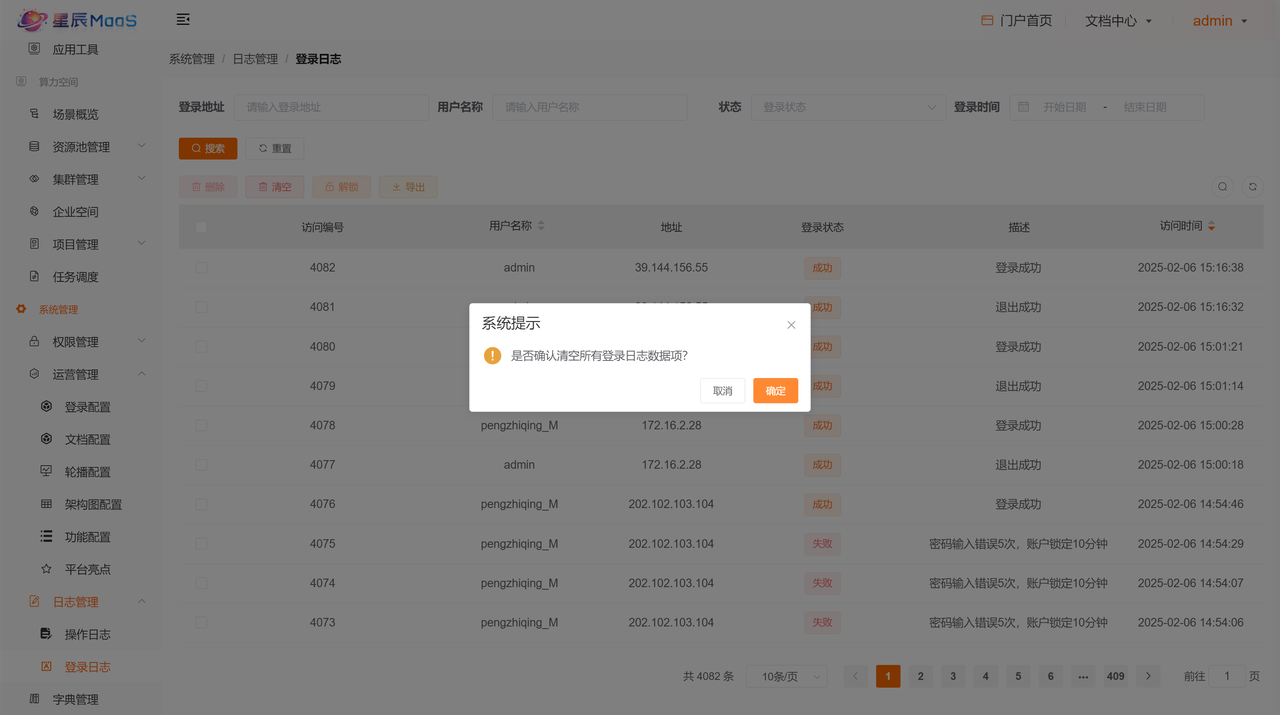 星辰MaaS
门户首页
文档中心
admin
应用工具
算力空间
场景概览
资源池管理
集群管理
企业空间
项目管理
任务调度
系统管理
权限管理
运营管理
登录配置
文档配置
轮播配置
架构图配置
功能配置
平台亮点
日志管理
操作日志
登录日志
字典管理
系统管理 / 日志管理 / 登录日志
登录地址 请输入登录地址 用户名称 请输入用户名称 状态 登录状态 登录时间 开始日期 - 结束日期
搜索 重置
删除 清空 解锁 导出
访问编号 用户名称 地址 登录状态 描述 访问时间
4082 admin 39.144.156.55 成功 登录成功 2025-02-06 15:16:38
4081 成功 退出成功 2025-02-06 15:16:32
4080 成功 登录成功 2025-02-06 15:01:21
4079 成功 退出成功 2025-02-06 15:01:14
4078 pengzhiqing_M 172.16.2.28 成功 登录成功 2025-02-06 15:00:28
4077 admin 172.16.2.28 成功 退出成功 2025-02-06 15:00:18
4076 pengzhiqing_M 202.102.103.104 成功 登录成功 2025-02-06 14:54:46
4075 pengzhiqing_M 202.102.103.104 失败 密码输入错误5次，账户锁定10分钟 2025-02-06 14:54:29
4074 pengzhiqing_M 202.102.103.104 失败 密码输入错误5次，账户锁定10分钟 2025-02-06 14:54:07
4073 pengzhiqing_M 202.102.103.104 失败 密码输入错误5次，账户锁定10分钟 2025-02-06 14:54:06
系统提示
是否确认清空所有登录日志数据项?
取消 确定
共 4082 条 10条/页 1 2 3 4 5 6 ... 409 前往 1 页